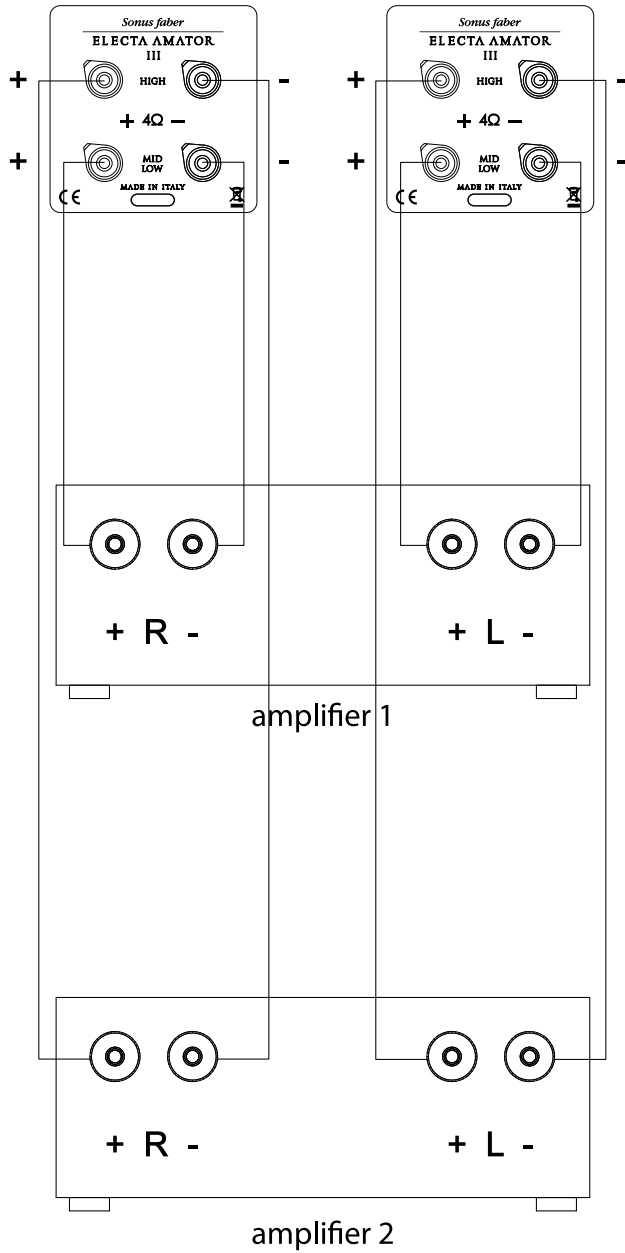 Sonus faber
ELECTA AMATOR
III
+ HIGH -
+ 4Ω −
+ MID -
LOW
MADE IN ITALY
CE
Sonus faber
ELECTA AMATOR
III
+ HIGH -
+ 4Ω −
+ MID -
LOW
MADE IN ITALY
CE
+ R -
+ L -
amplifier 1
+ R -
+ L -
amplifier 2